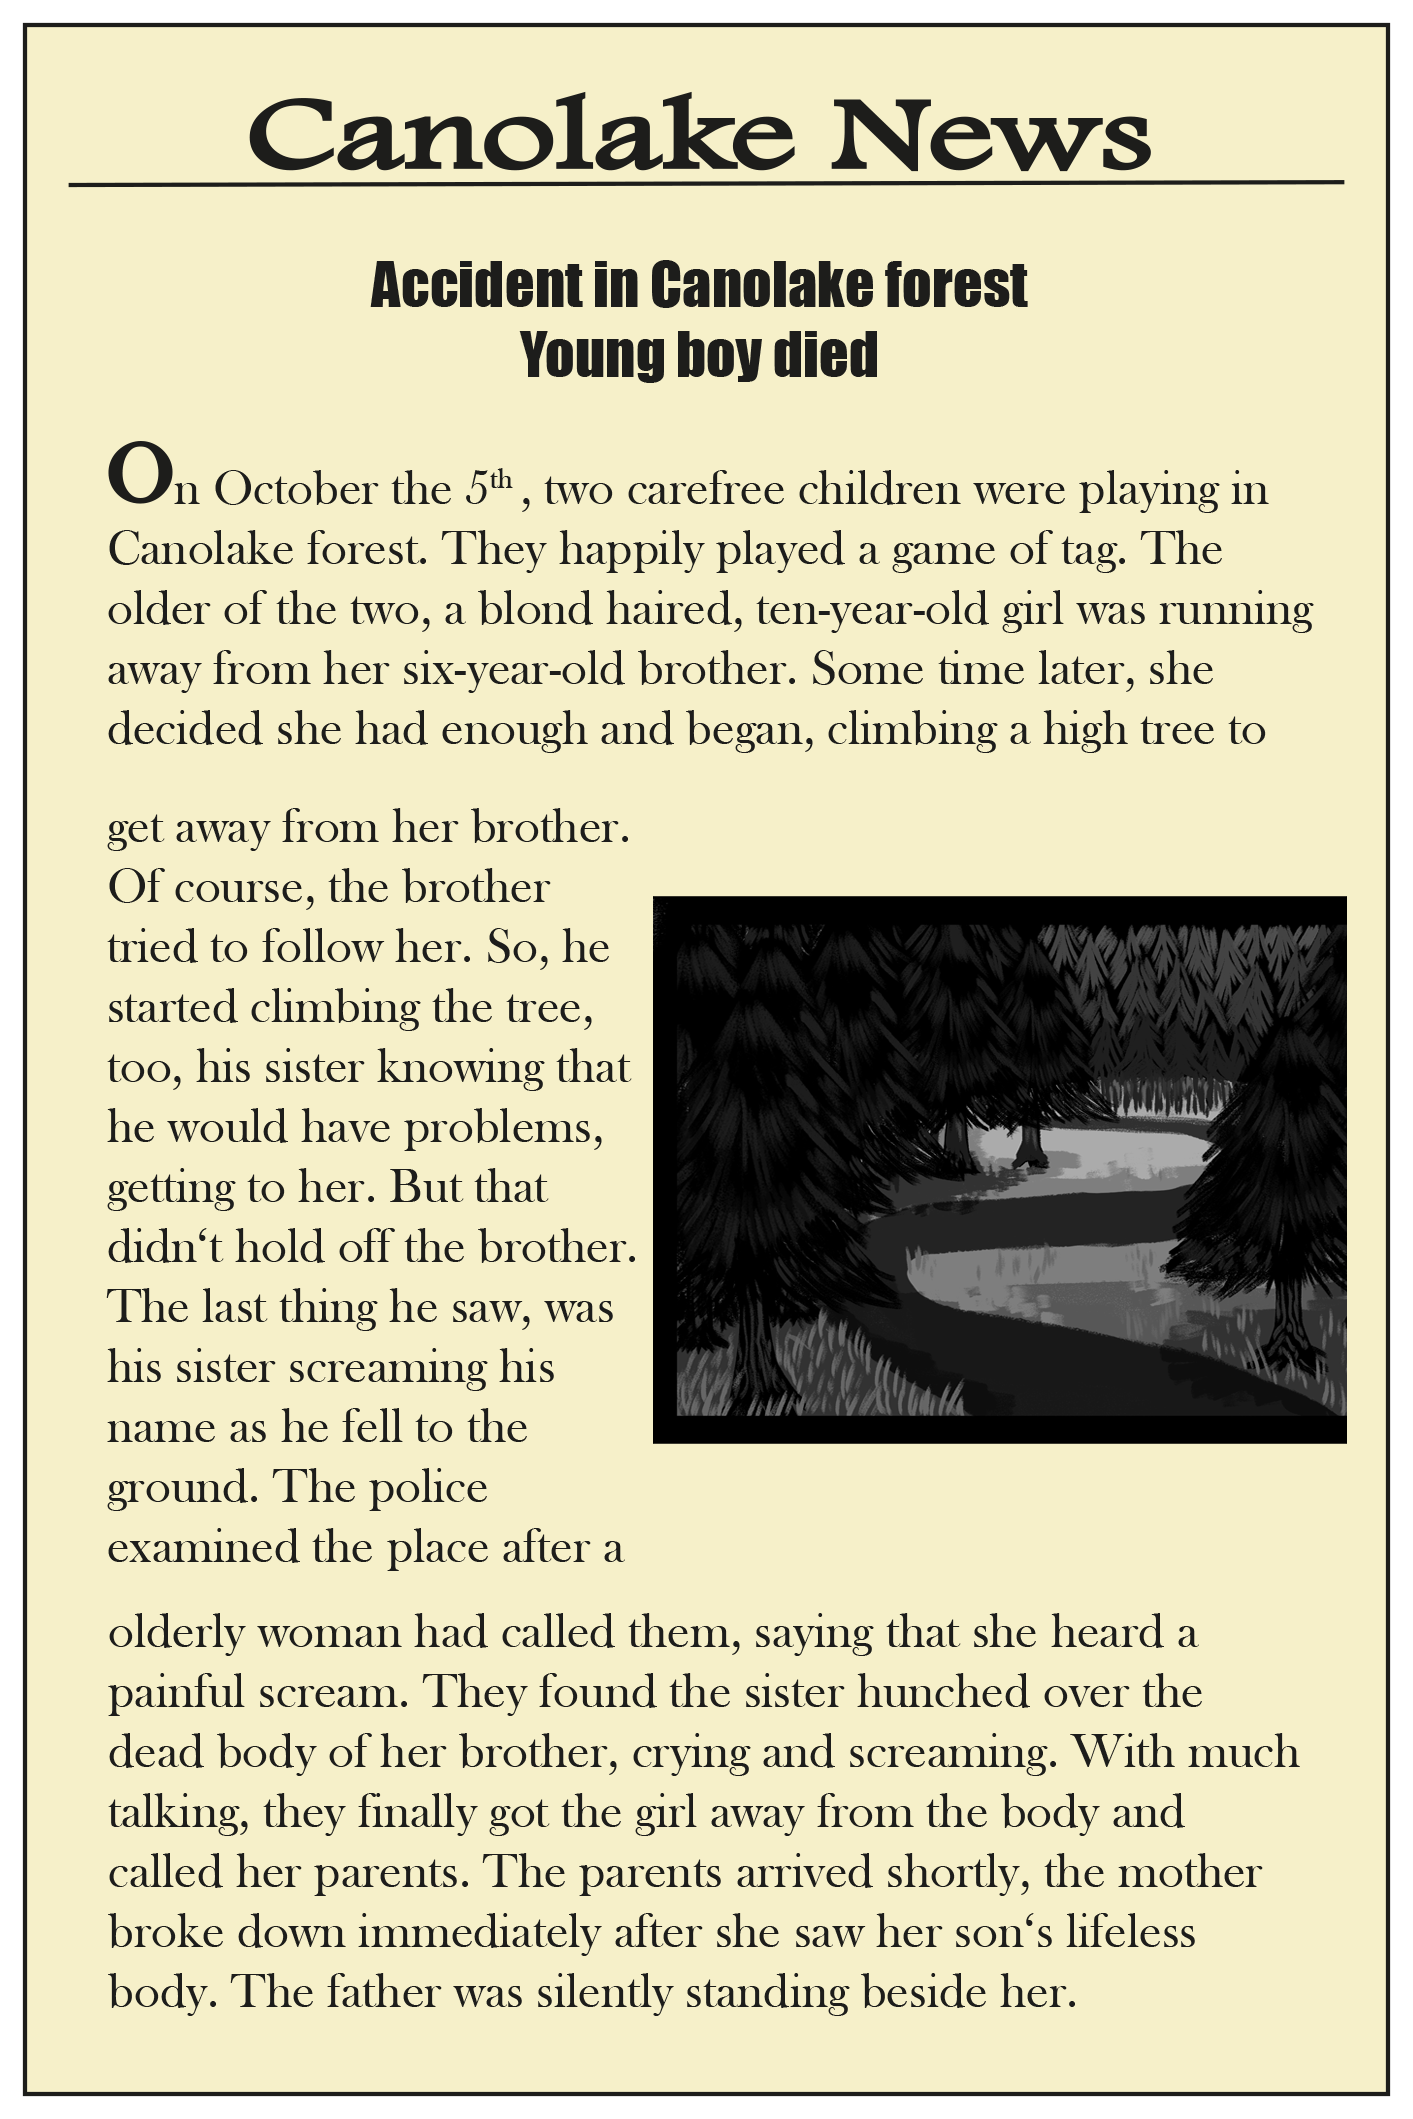 Canolake News
Accident in Canolake forest
Young boy died
On October the 5th , two carefree children were playing in
Canolake forest. They happily played a game of tag. The
older of the two, a blond haired, ten-year-old girl was running
away from her six-year-old brother. Some time later, she
decided she had enough and began, climbing a high tree to
get away from her brother.
Of course, the brother
tried to follow her. So, he
started climbing the tree,
too, his sister knowing that
he would have problems,
getting to her. But that
didn‘t hold off the brother.
The last thing he saw, was
his sister screaming his
name as he fell to the
ground. The police
examined the place after a
olderly woman had called them, saying that she heard a
painful scream. They found the sister hunched over the
dead body of her brother, crying and screaming. With much
talking, they finally got the girl away from the body and
called her parents. The parents arrived shortly, the mother
broke down immediately after she saw her son‘s lifeless
body. The father was silently standing beside her.